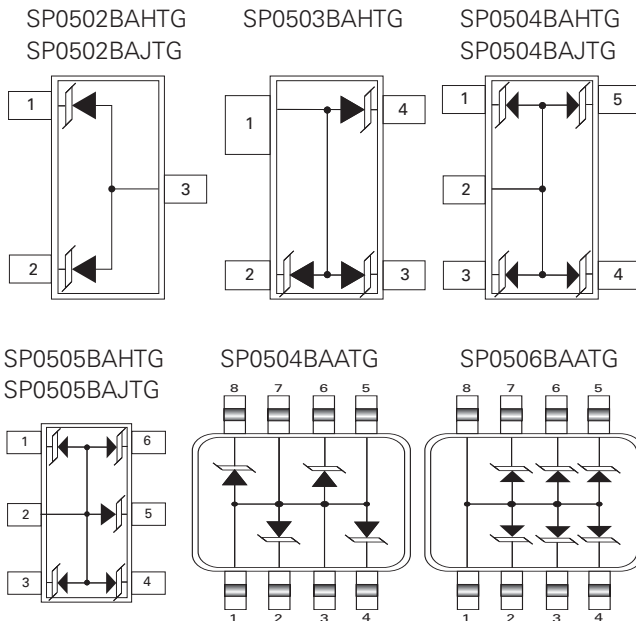 SP0502BAHTG
SP0502BAJTG
SP0503BAHTG
SP0504BAHTG
SP0504BAJTG
1
2
3
1
4
2
3
1
5
2
3
4
SP0505BAHTG
SP0505BAJTG
SP0504BAATG
SP0506BAATG
1
6
2
5
3
4
8 7 6 5
1 2 3 4
8 7 6 5
1 2 3 4